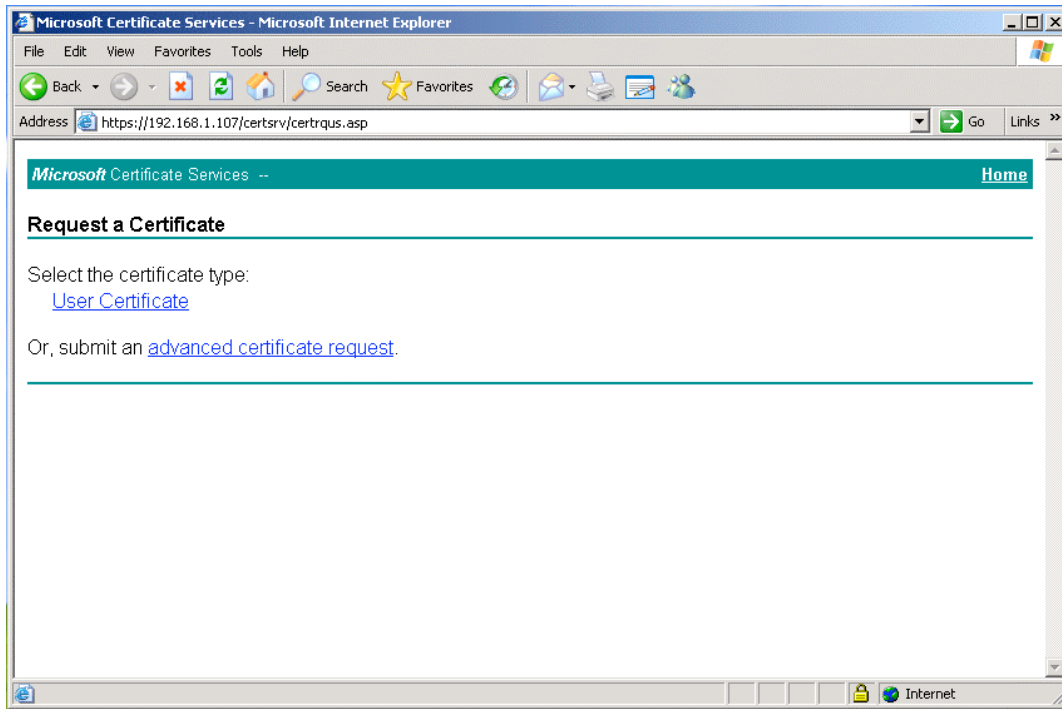 Microsoft Certificate Services - Microsoft Internet Explorer
File Edit View Favorites Tools Help
Back Search Favorites
Address https://192.168.1.107/certsrv/certrqus.asp Go Links »
Microsoft Certificate Services -- Home
Request a Certificate
Select the certificate type:
User Certificate
Or, submit an advanced certificate request.
Internet